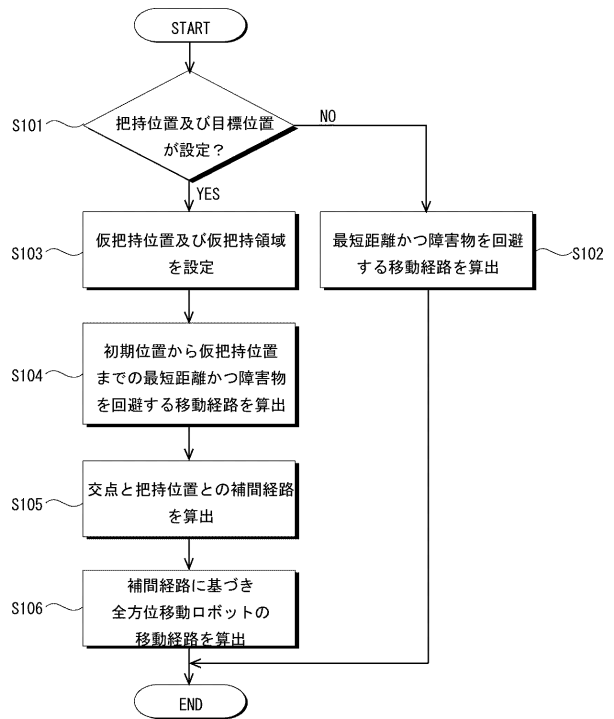 START
S101
把持位置及び目標位置
が設定？
NO
YES
S103
仮把持位置及び仮把持領域
を設定
最短距離かつ障害物を回避
する移動経路を算出
S102
S104
初期位置から仮把持位置
までの最短距離かつ障害物
を回避する移動経路を算出
S105
交点と把持位置との補間経路
を算出
S106
補間経路に基づき
全方位移動ロボットの
移動経路を算出
END